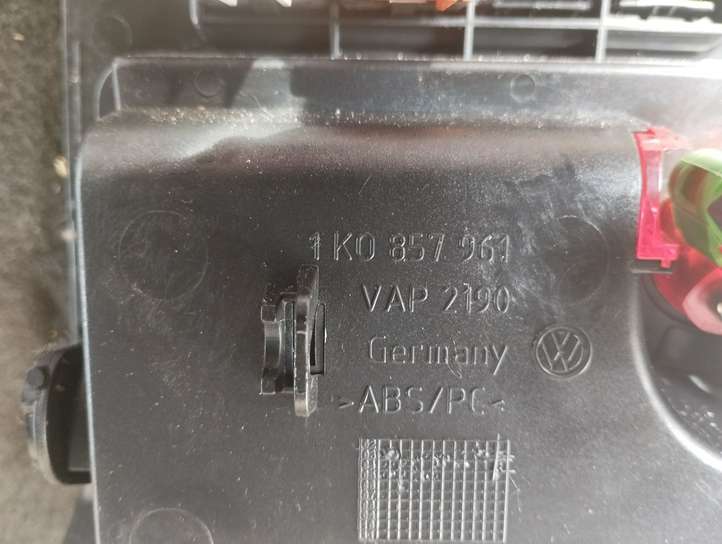 1K0 857 961
VAP 2190
Germany
>ABS/PC<